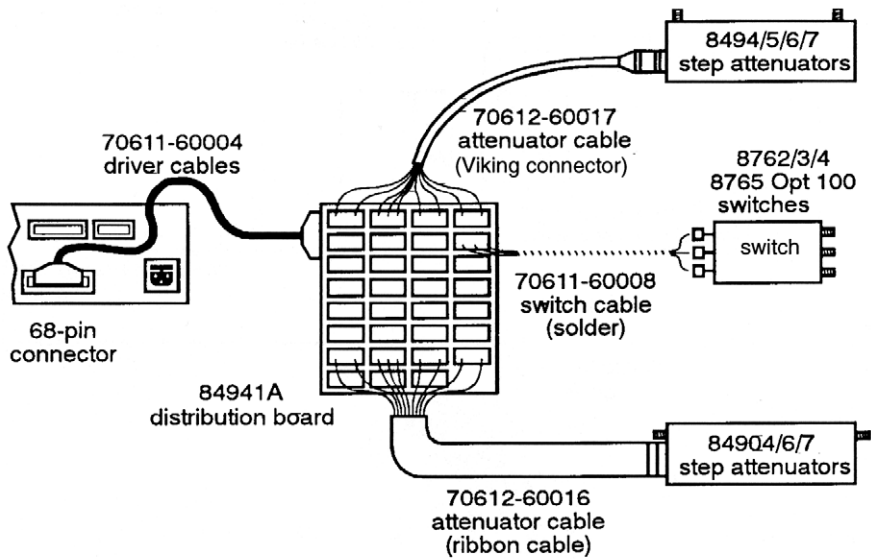 8494/5/6/7
step attenuators
70612-60017
attenuator cable
(Viking connector)
70611-60004
driver cables
8762/3/4
8765 Opt 100
switches
switch
70611-60008
switch cable
(solder)
68-pin
connector
84941A
distribution board
84904/6/7
step attenuators
70612-60016
attenuator cable
(ribbon cable)